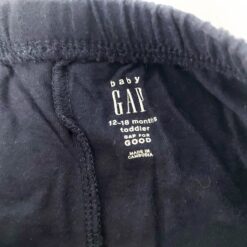 baby
GAP
12-18 months
toddler
GAP FOR
GOOD
MADE IN
CAMBODIA